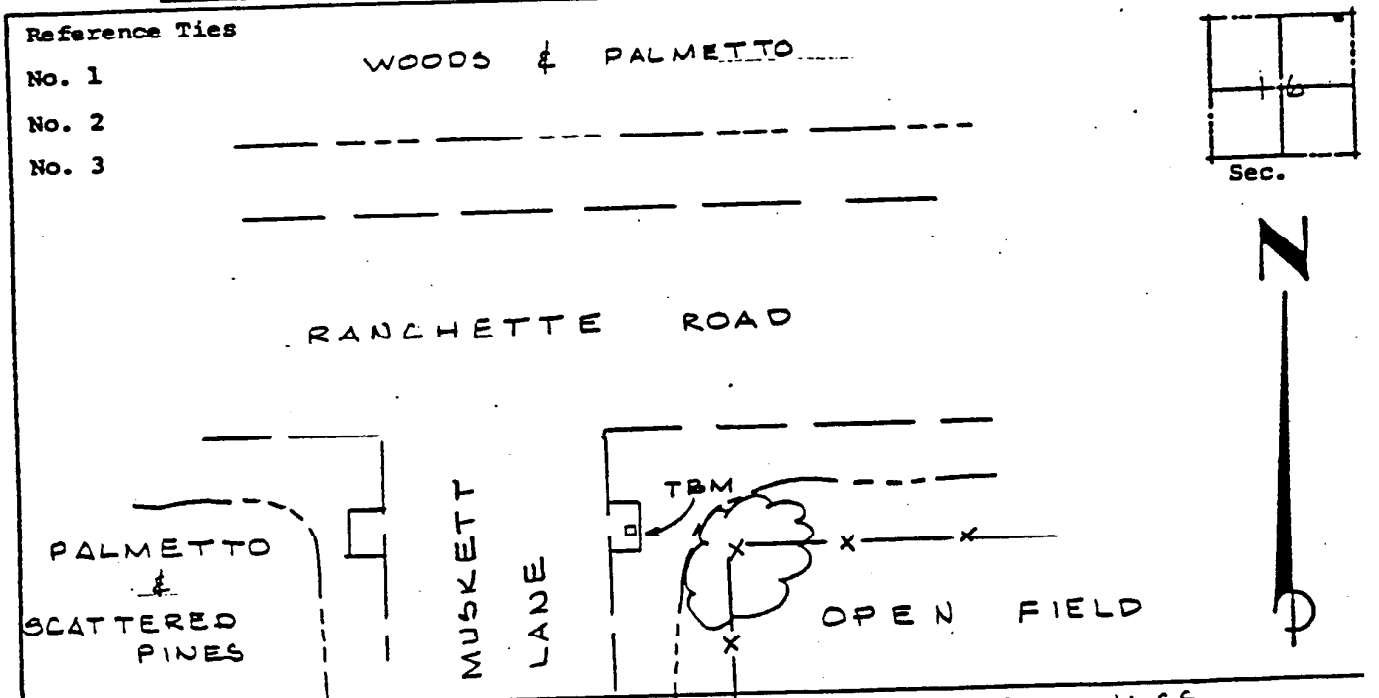 Reference Ties
No. 1
No. 2
No. 3
WOODS & PALMETTO
16
Sec.
N
RANCHETTE ROAD
TBM
MUSKETT
LANE
PALMETTO
&
SCATTERED
PINES
OPEN FIELD